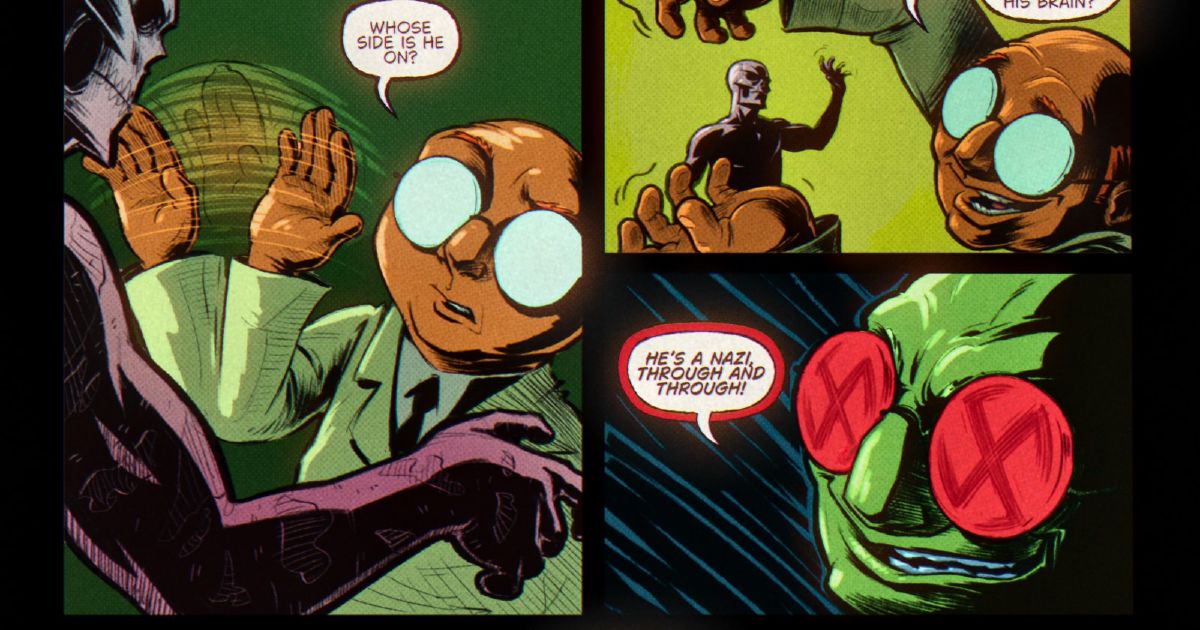 WHOSE
SIDE IS HE
ON?
HIS BRAIN?
HE'S A NAZI,
THROUGH AND
THROUGH!